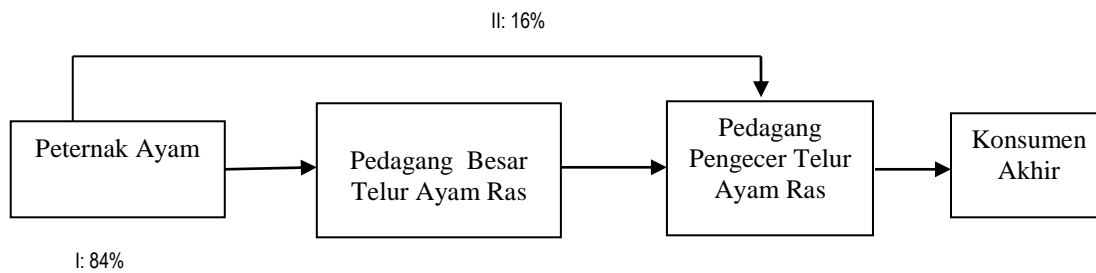 II: 16%
Peternak Ayam
Pedagang Besar
Telur Ayam Ras
Pedagang
Pengecer Telur
Ayam Ras
Konsumen
Akhir
I: 84%